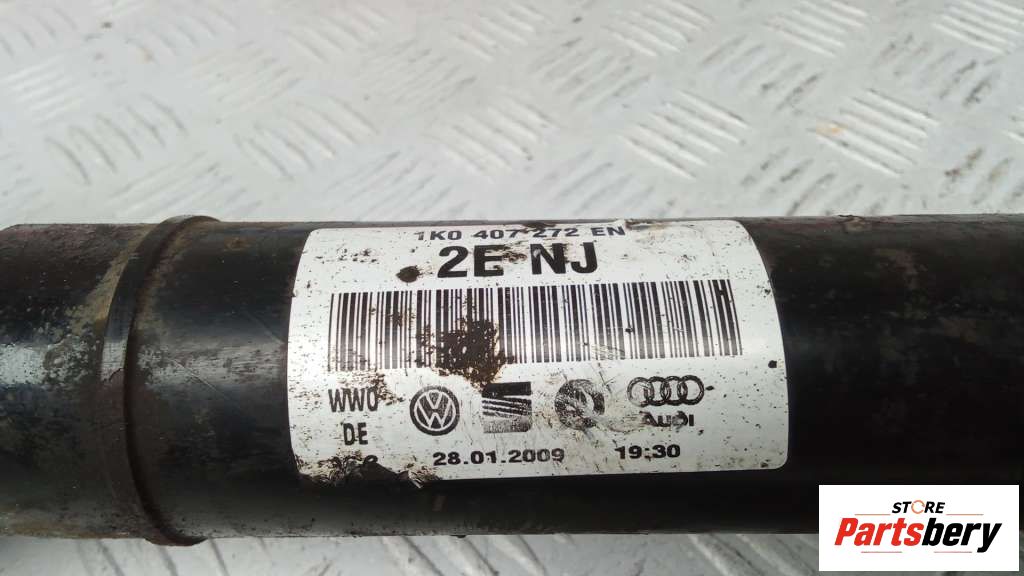 1K0 407 272 EN
2E NJ
WWO
DE
28.01.2009 19:30
AUDI
STORE
Partsbery